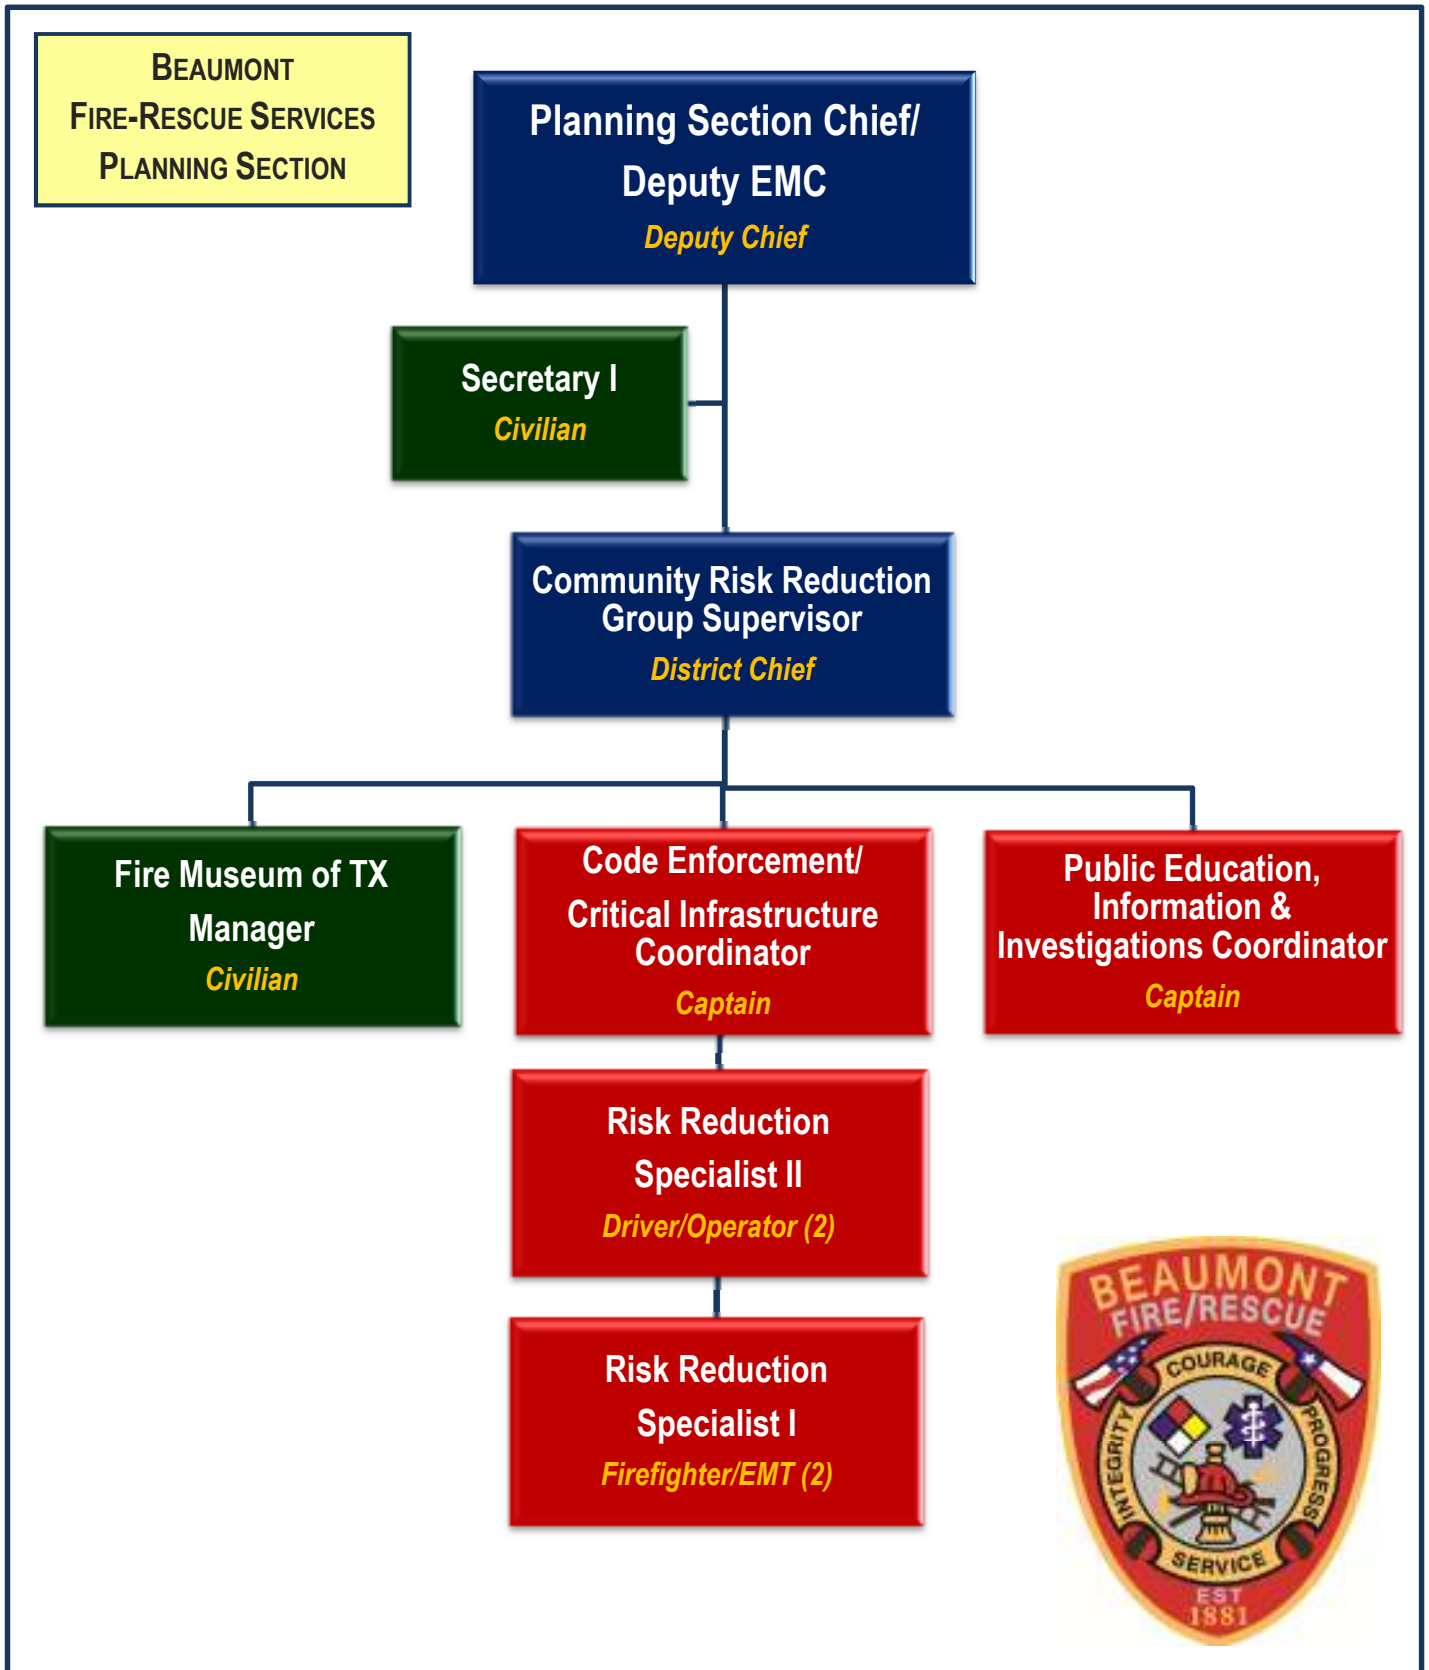 BEAUMONT
FIRE-RESCUE SERVICES
PLANNING SECTION
Planning Section Chief/
Deputy EMC
Deputy Chief
Secretary I
Civilian
Community Risk Reduction
Group Supervisor
District Chief
Fire Museum of TX
Manager
Civilian
Code Enforcement/
Critical Infrastructure
Coordinator
Captain
Public Education,
Information &
Investigations Coordinator
Captain
Risk Reduction
Specialist II
Driver/Operator (2)
Risk Reduction
Specialist I
Firefighter/EMT (2)
BEAUMONT
FIRE/RESCUE
COURAGE
INTEGRITY
PROGRESS
SERVICE
EST
1881